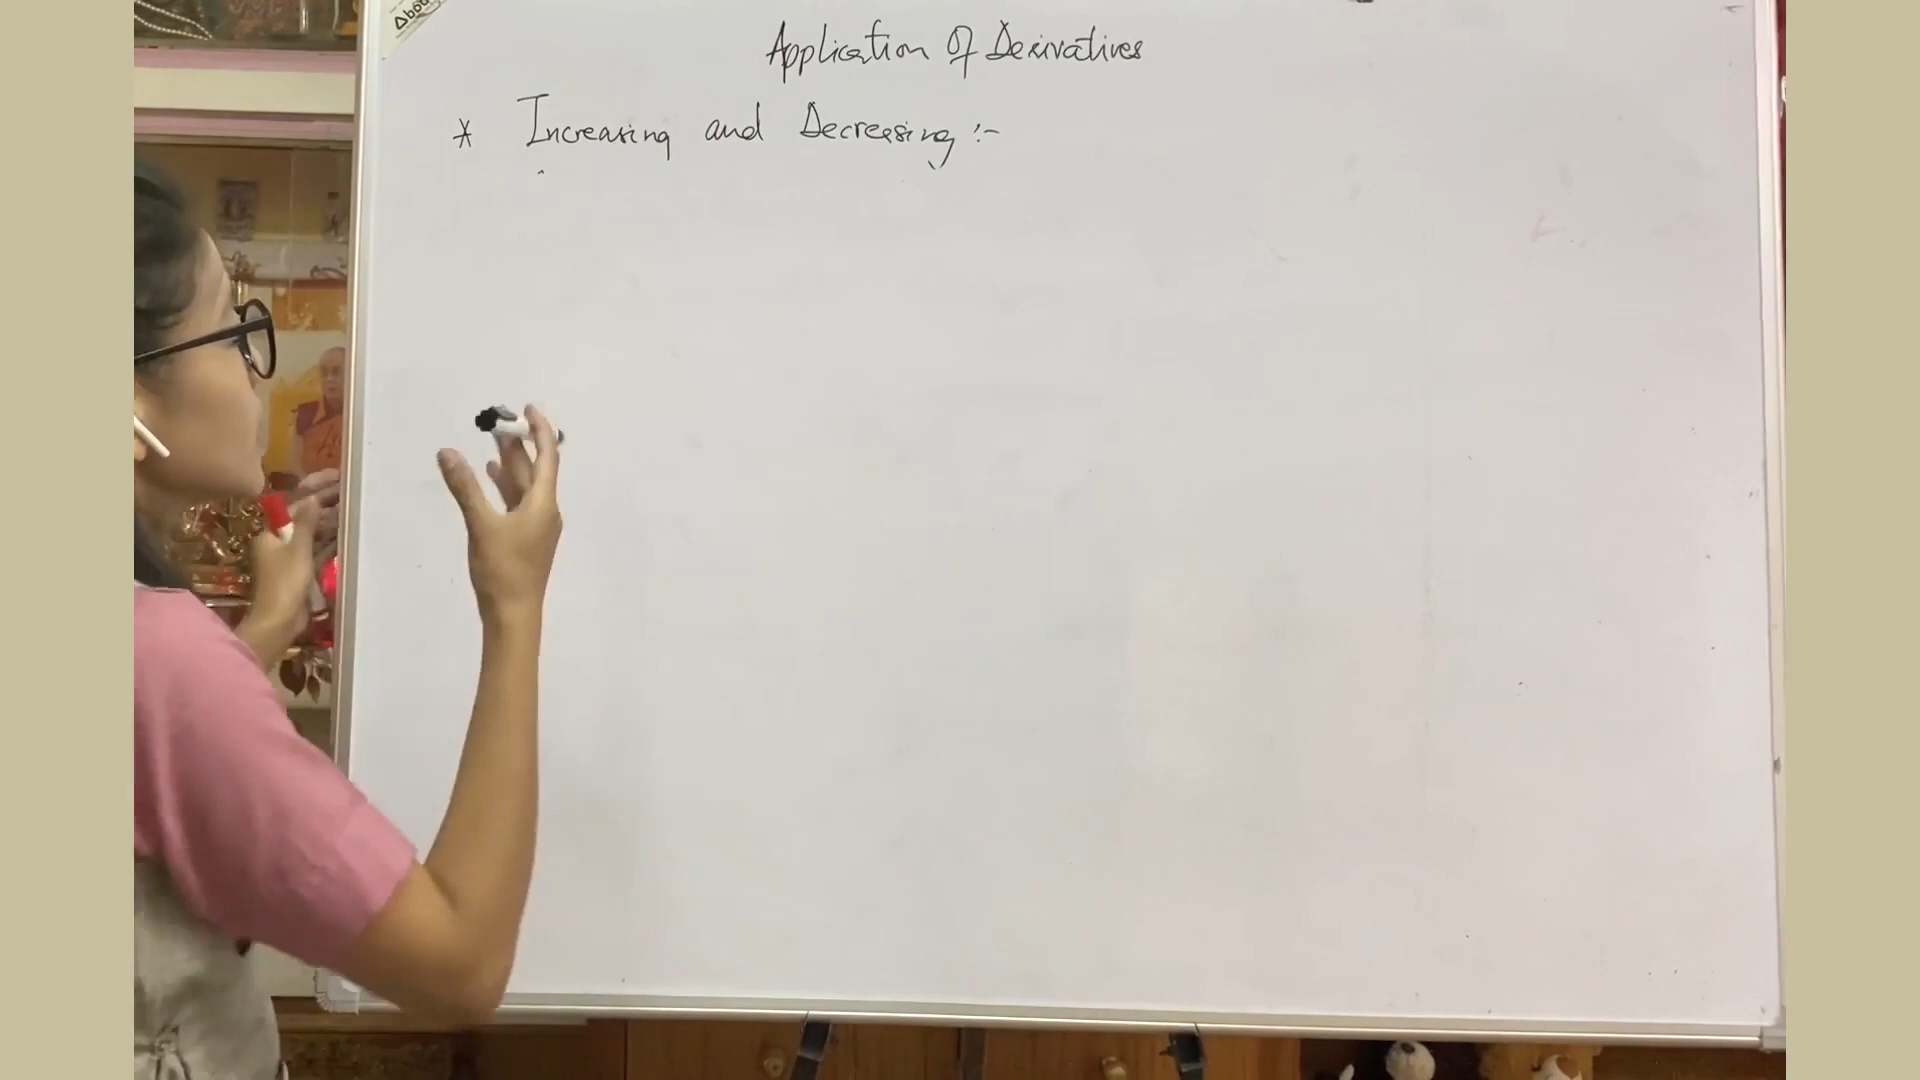 Application Of Derivatives
* Increasing and Decreasing :-